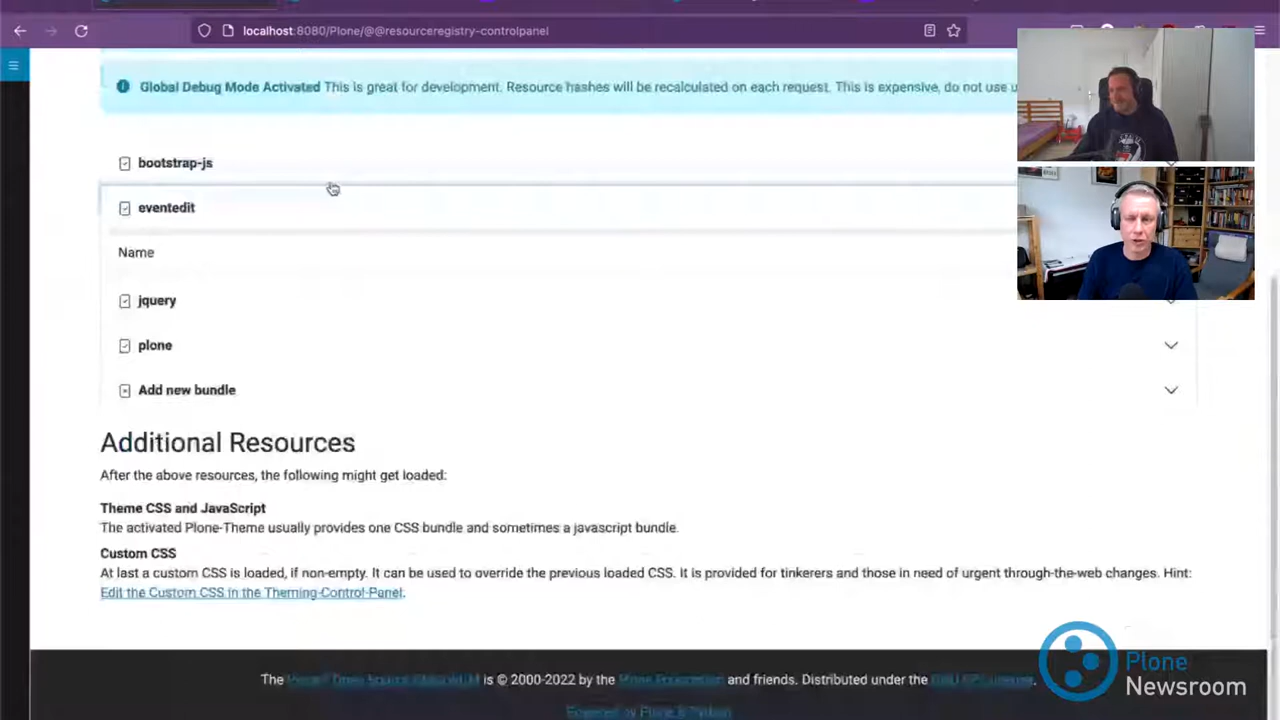 localhost:8080/Plone/@@resourceregistry-controlpanel
Global Debug Mode Activated This is great for development. Resource hashes will be recalculated on each request. This is expensive, do not use
bootstrap-js
eventedit
Name
jquery
plone
Add new bundle
Additional Resources
After the above resources, the following might get loaded:
Theme CSS and JavaScript
The activated Plone-Theme usually provides one CSS bundle and sometimes a javascript bundle.
Custom CSS
At last a custom CSS is loaded, if non-empty. It can be used to override the previous loaded CSS. It is provided for tinkerers and those in need of urgent through-the-web changes. Hint:
Edit the Custom CSS in the Theming-Control-Panel.
The is © 2000-2022 by the Plone Foundation and friends. Distributed under the
Plone
Newsroom